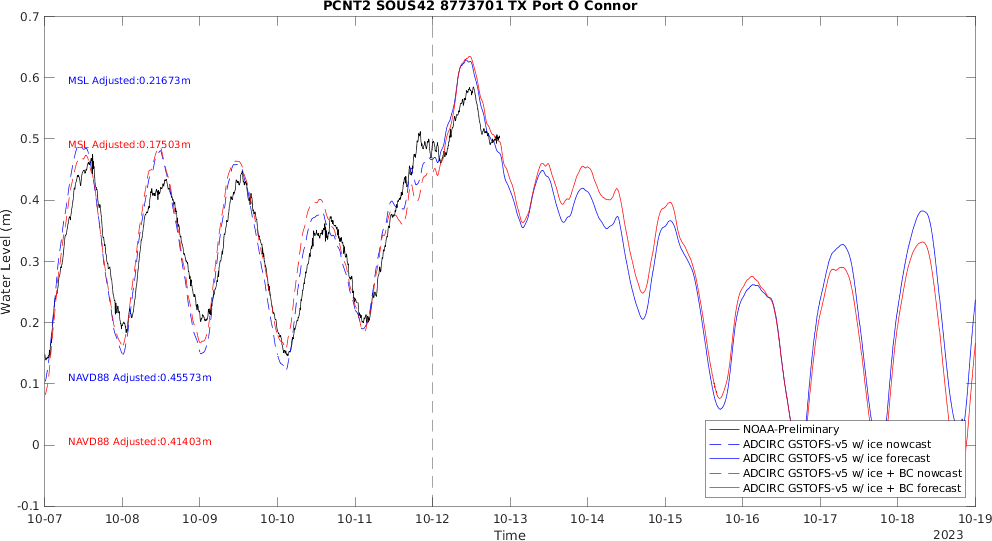 PCNT2 SOUS42 8773701 TX Port O Connor
0.7
0.6
0.5
0.4
0.3
0.2
0.1
0
-0.1
Water Level (m)
MSL Adjusted:0.21673m
MSL Adjusted:0.17503m
NAVD88 Adjusted:0.45573m
NAVD88 Adjusted:0.41403m
NOAA-Preliminary
ADCIRC GSTOFS-v5 w/ ice nowcast
ADCIRC GSTOFS-v5 w/ ice forecast
ADCIRC GSTOFS-v5 w/ ice + BC nowcast
ADCIRC GSTOFS-v5 w/ ice + BC forecast
10-07 10-08 10-09 10-10 10-11 10-12 10-13 10-14 10-15 10-16 10-17 10-18 10-19
Time
2023